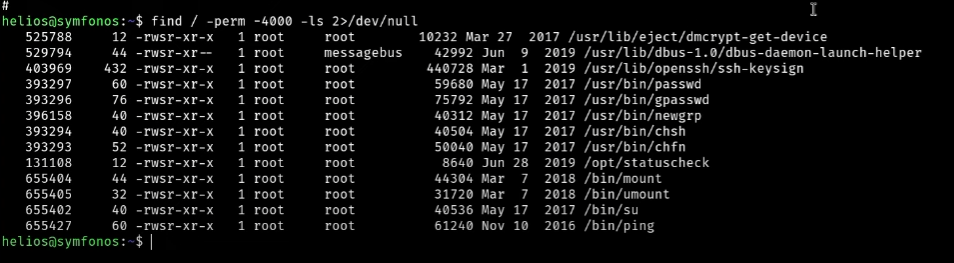 #
helios@symfonos:~$ find / -perm -4000 -ls 2>/dev/null
525788 12 -rwsr-xr-x 1 root root 10232 Mar 27 2017 /usr/lib/eject/dmcrypt-get-device
529794 44 -rwsr-xr-- 1 root messagebus 42992 Jun 9 2019 /usr/lib/dbus-1.0/dbus-daemon-launch-helper
403969 432 -rwsr-xr-x 1 root root 440728 Mar 1 2019 /usr/lib/openssh/ssh-keysign
393297 60 -rwsr-xr-x 1 root root 59680 May 17 2017 /usr/bin/passwd
393296 76 -rwsr-xr-x 1 root root 75792 May 17 2017 /usr/bin/gpasswd
396158 40 -rwsr-xr-x 1 root root 40312 May 17 2017 /usr/bin/newgrp
393294 40 -rwsr-xr-x 1 root root 40504 May 17 2017 /usr/bin/chsh
393293 52 -rwsr-xr-x 1 root root 50040 May 17 2017 /usr/bin/chfn
131108 12 -rwsr-xr-x 1 root root 8640 Jun 28 2019 /opt/statuscheck
655404 44 -rwsr-xr-x 1 root root 44304 Mar 7 2018 /bin/mount
655405 32 -rwsr-xr-x 1 root root 31720 Mar 7 2018 /bin/umount
655402 40 -rwsr-xr-x 1 root root 40536 May 17 2017 /bin/su
655427 60 -rwsr-xr-x 1 root root 61240 Nov 10 2016 /bin/ping
helios@symfonos:~$